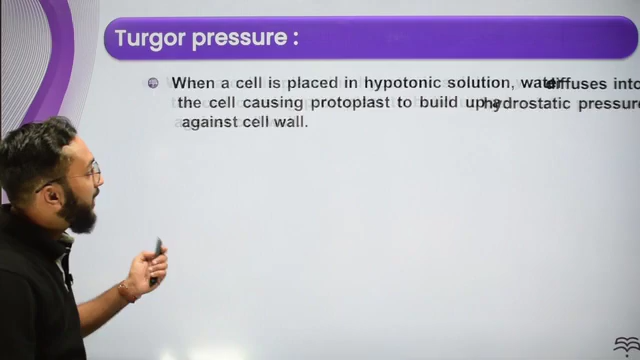 Turgor pressure :
When a cell is placed in hypotonic solution, water diffuses into
the cell causing protoplast to build up a hydrostatic pressure
against cell wall.